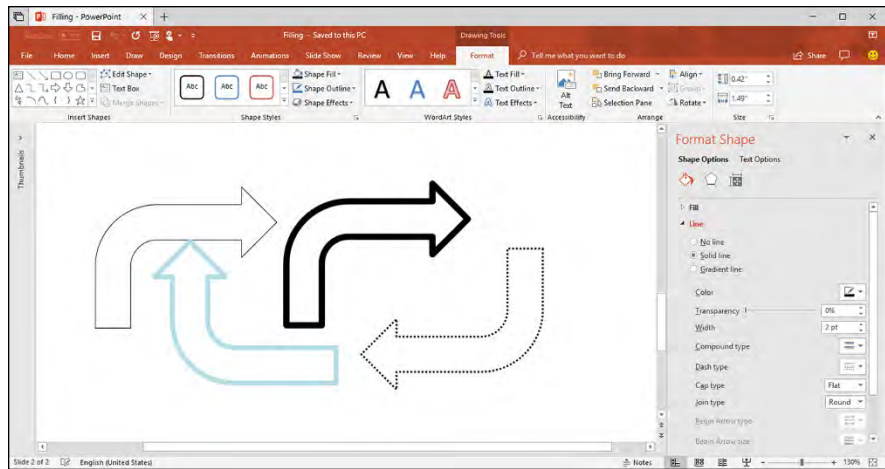 Filling - PowerPoint
Filling – Saved to this PC
Drawing Tools
File Home Insert Draw Design Transitions Animations Slide Show Review View Help Format Tell me what you want to do Share
Edit Shape
Text Box
Merge Shapes
Insert Shapes
Abc Abc Abc
Shape Fill
Shape Outline
Shape Effects
Shape Styles
A A A
Text Fill
Text Outline
Text Effects
WordArt Styles
Alt Text
Accessibility
Bring Forward
Send Backward
Selection Pane
Align
Group
Rotate
Arrange
0.42"
1.49"
Size
Thumbnails
Format Shape
Shape Options Text Options
Fill
Line
No line
Solid line
Gradient line
Color
Transparency 0%
Width 2 pt
Compound type
Dash type
Cap type Flat
Join type Round
Begin Arrow type
Begin Arrow size
Slide 2 of 2 English (United States) Notes 130%